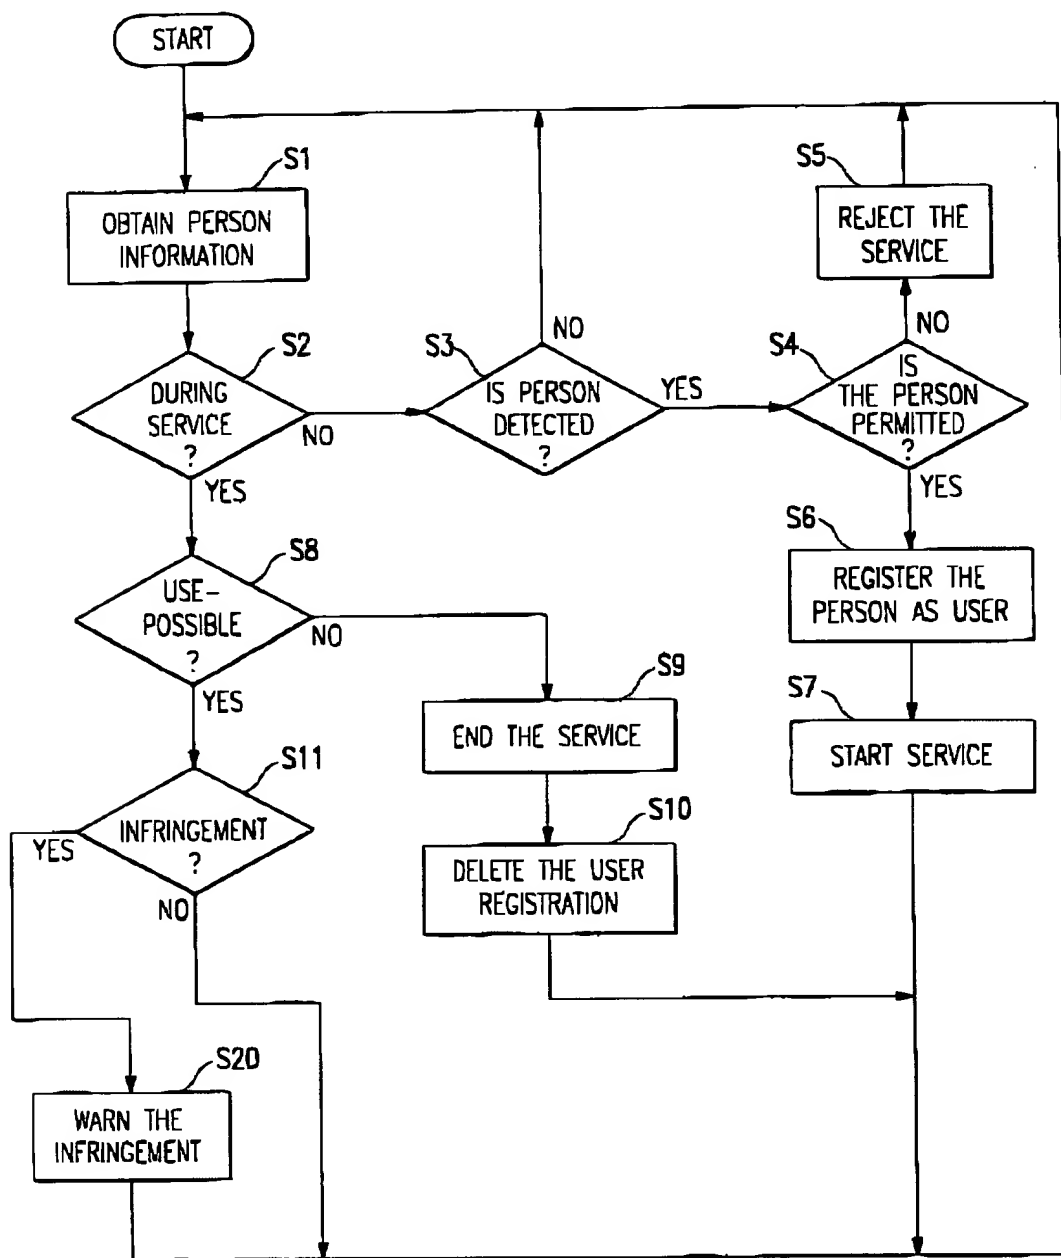 START
S1
OBTAIN PERSON
INFORMATION
S5
REJECT THE
SERVICE
S2
DURING
SERVICE
?
NO
YES
S3
IS PERSON
DETECTED
?
NO
YES
S4
IS
THE PERSON
PERMITTED
?
NO
YES
S6
REGISTER THE
PERSON AS USER
S7
START SERVICE
S8
USE-
POSSIBLE
?
NO
YES
S9
END THE SERVICE
S10
DELETE THE USER
REGISTRATION
S11
INFRINGEMENT
?
YES
NO
S20
WARN THE
INFRINGEMENT